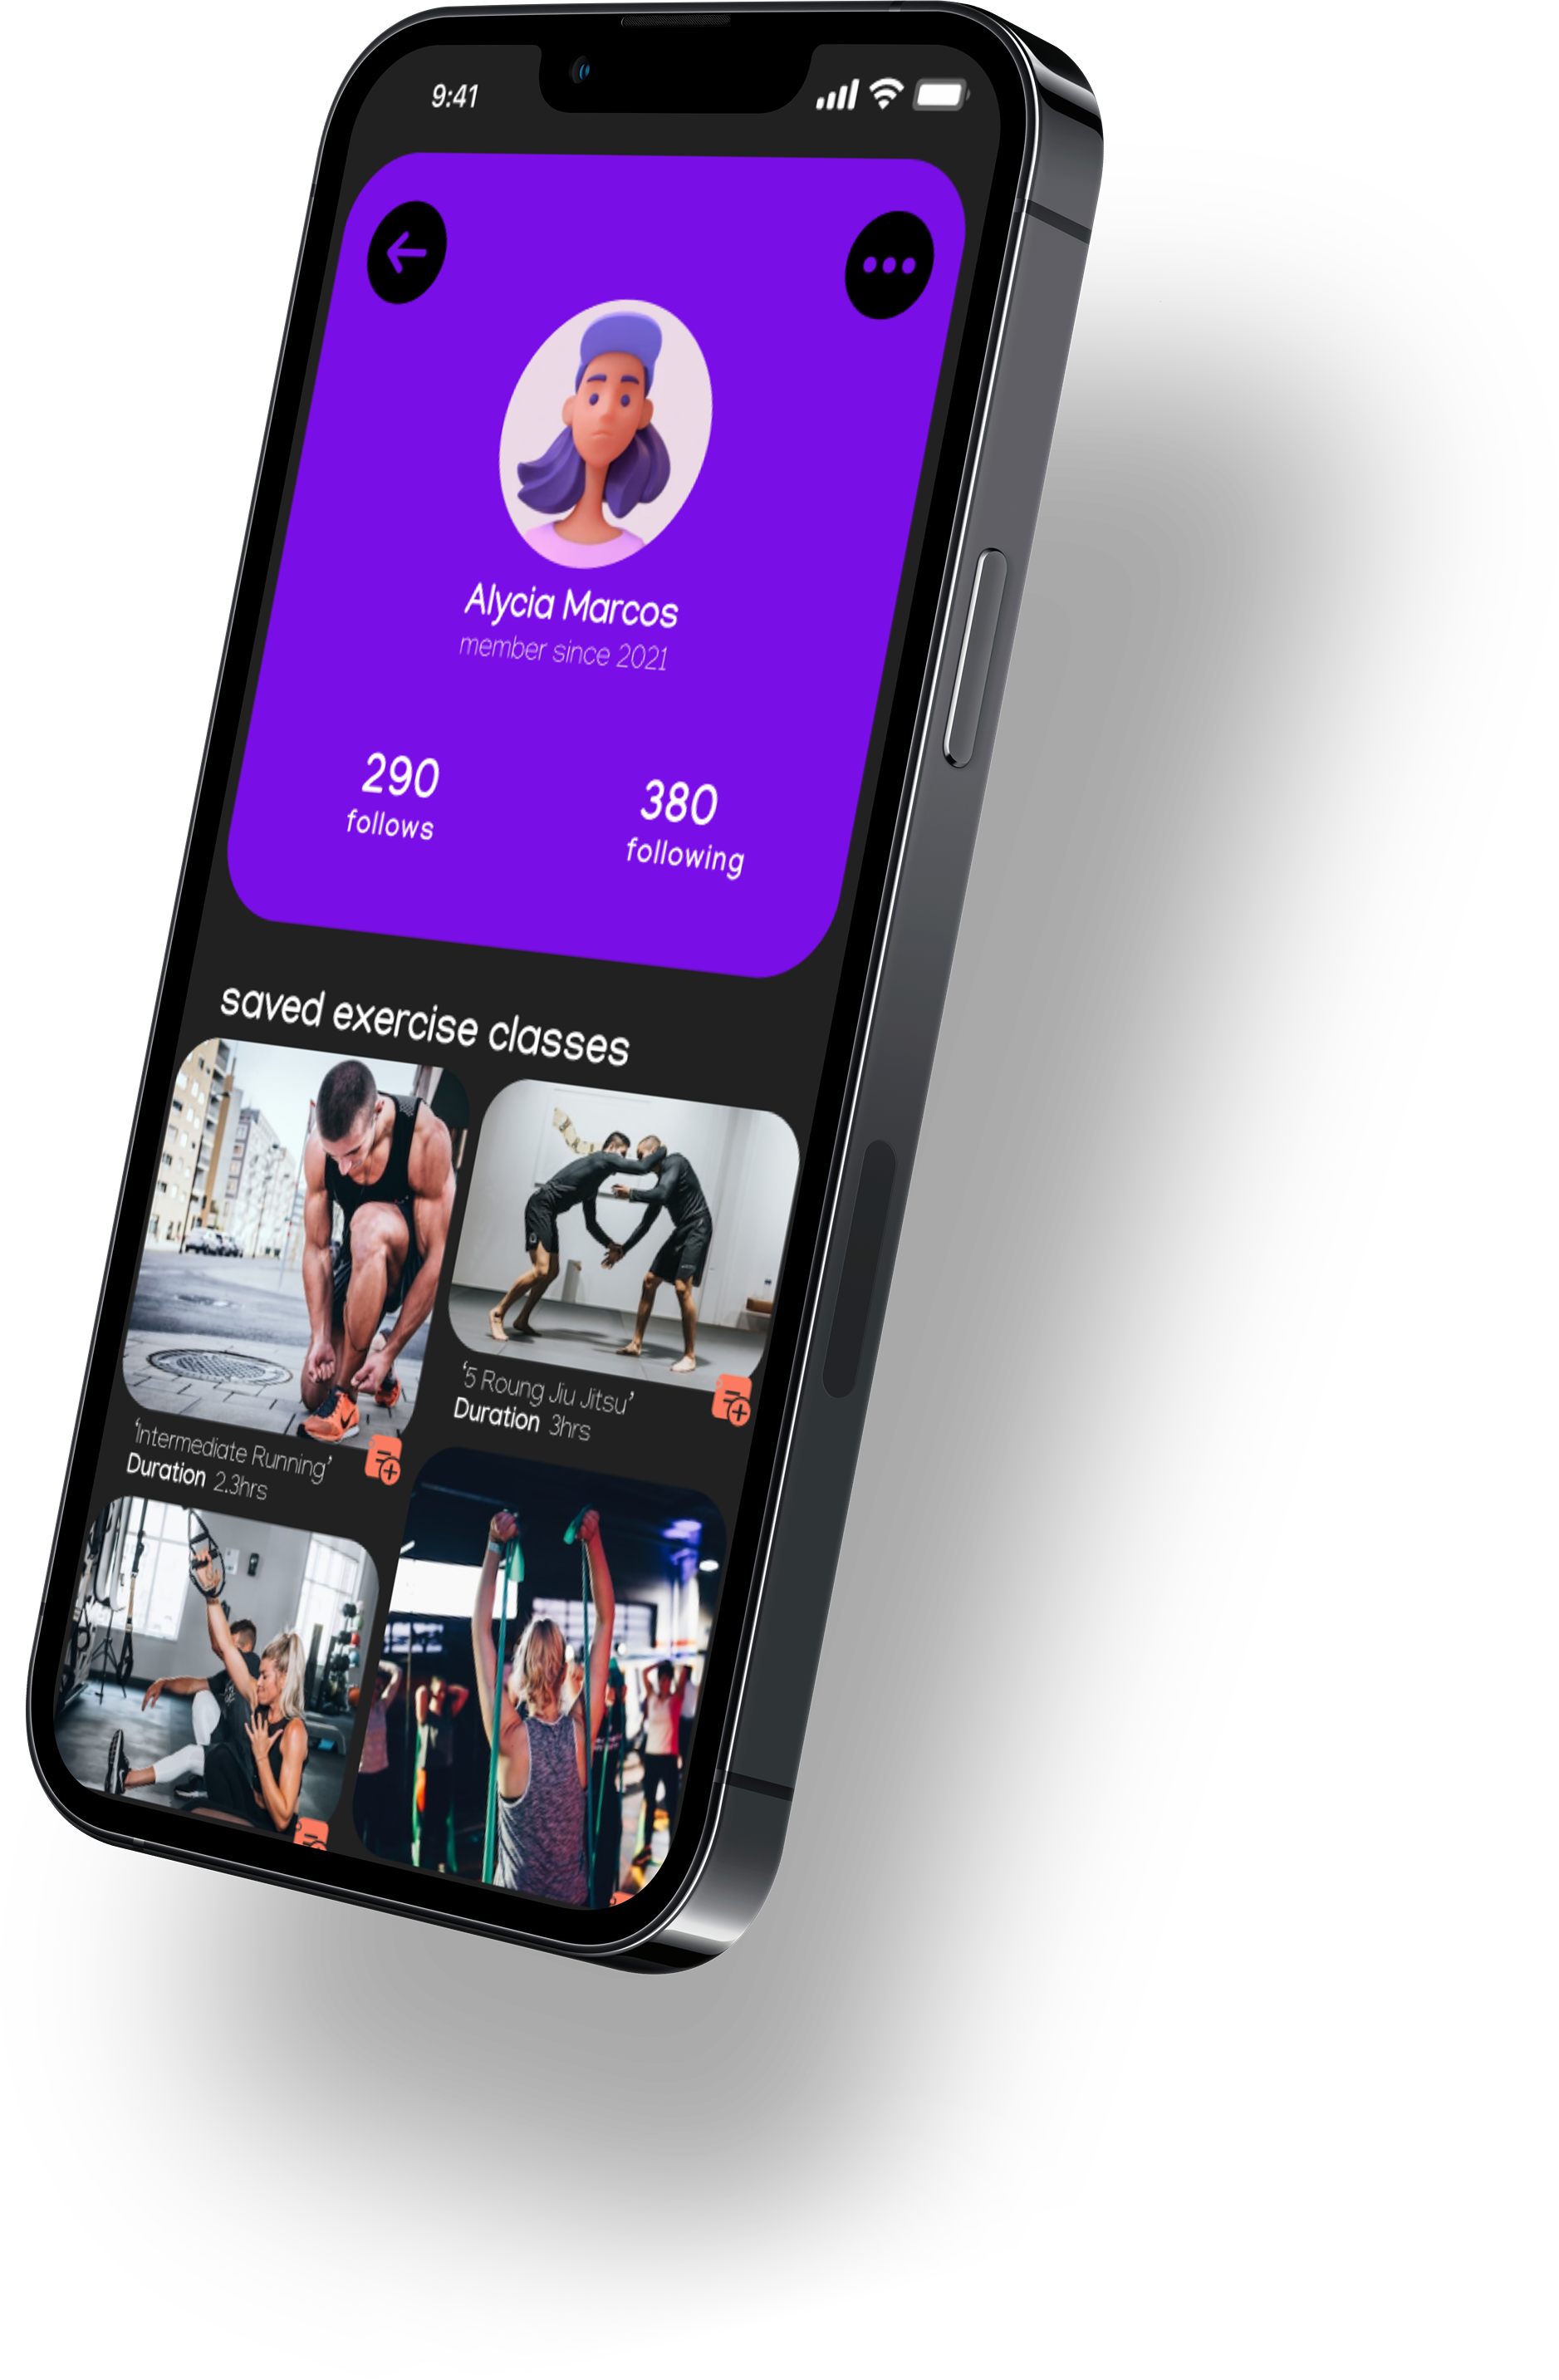 9:41
Alycia Marcos
member since 2021
290
follows
380
following
saved exercise classes
'Intermediate Running'
Duration 2.3hrs
'5 Roung Jiu Jitsu'
Duration 3hrs